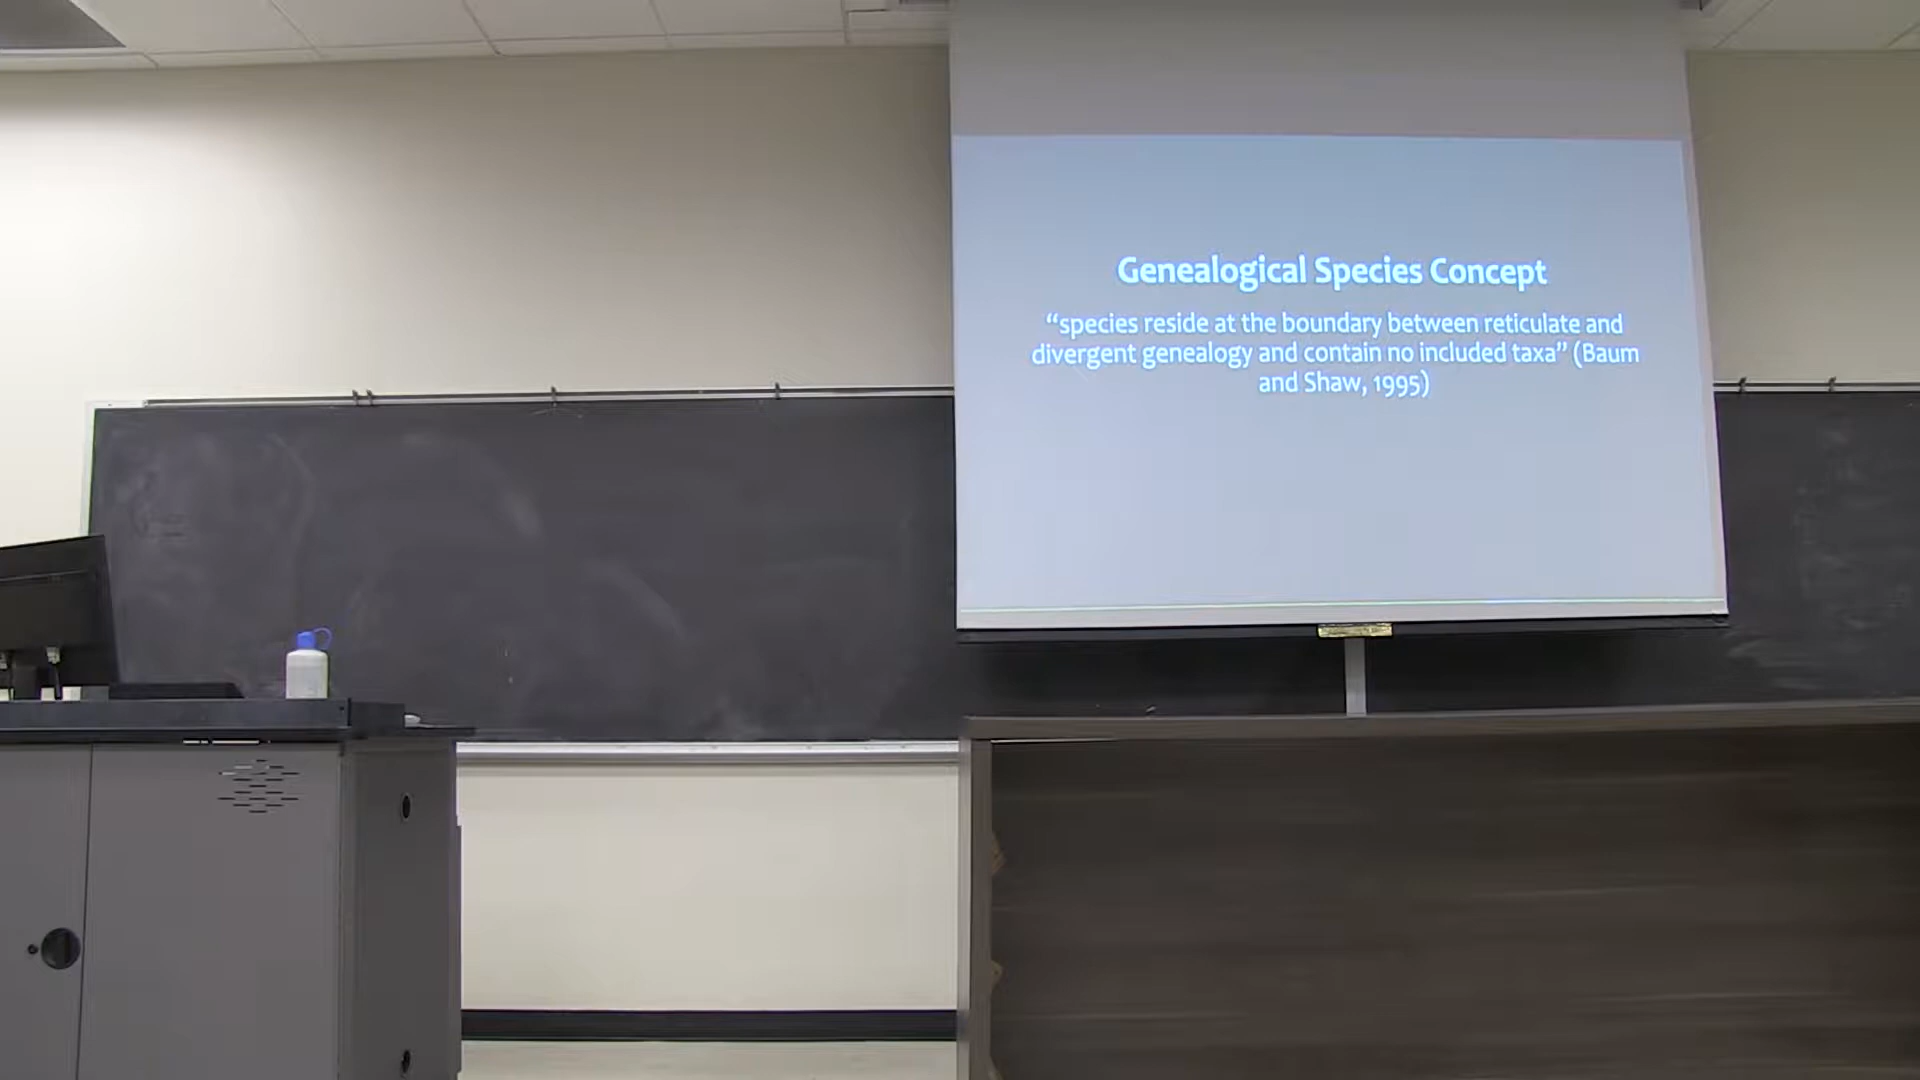 Genealogical Species Concept
“species reside at the boundary between reticulate and
divergent genealogy and contain no included taxa” (Baum
and Shaw, 1995)